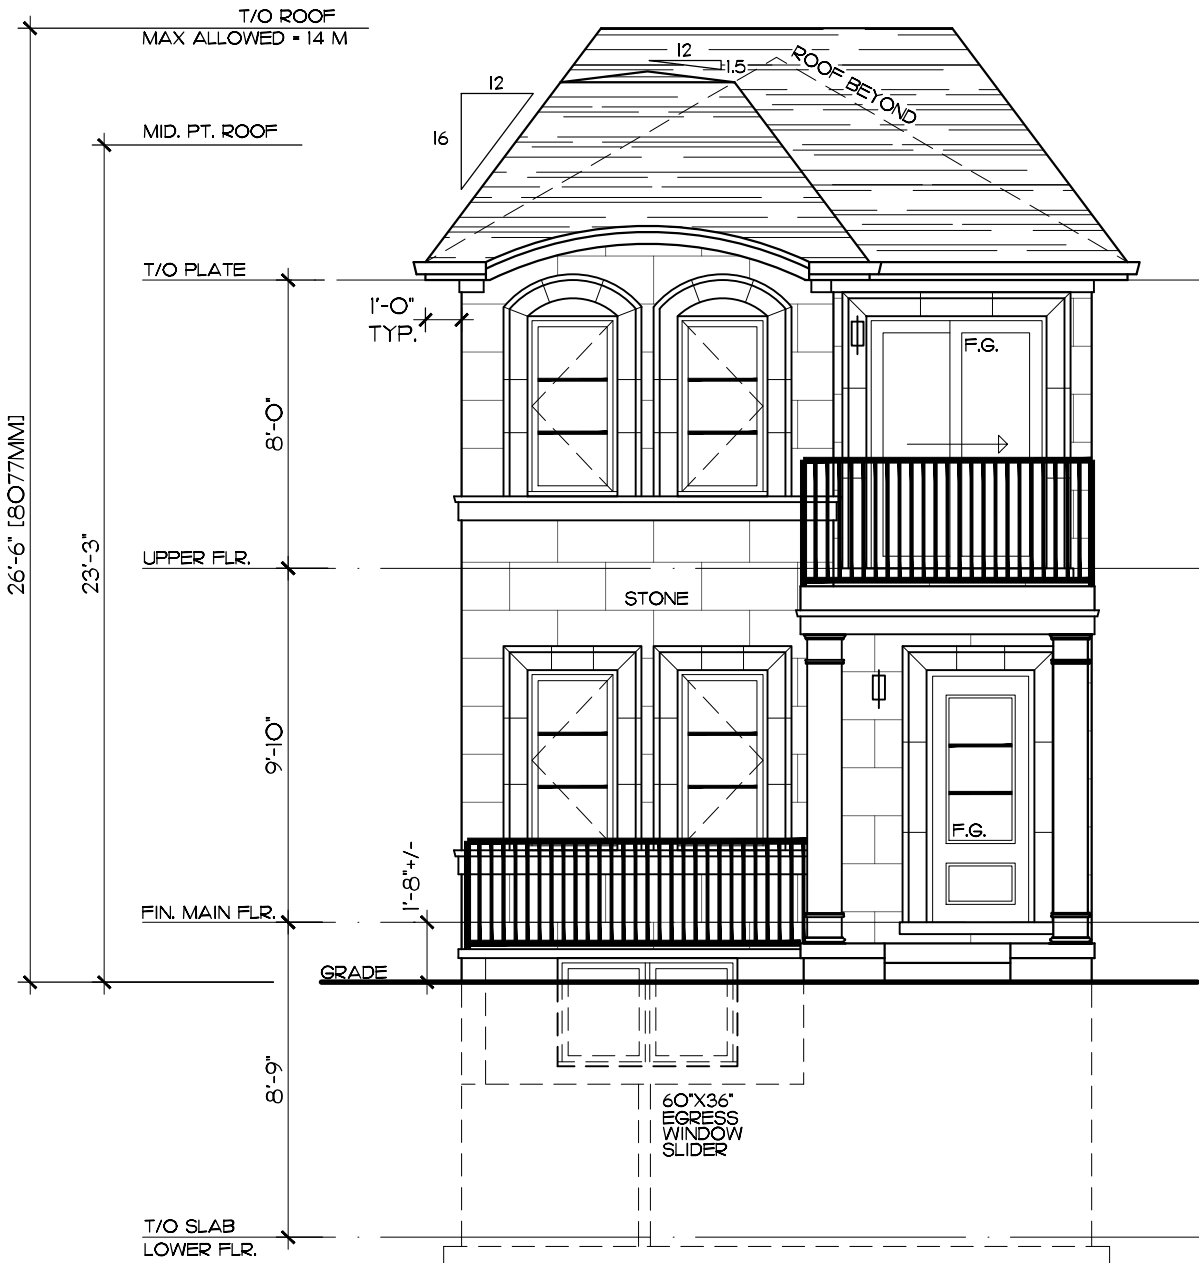 T/O ROOF
MAX ALLOWED = 14 M
12
1.5
ROOF BEYOND
12
16
MID. PT. ROOF
T/O PLATE
1'-0"
TYP.
F.G.
8'-0"
26'-6" [8077MM]
23'-3"
UPPER FLR.
STONE
9'-10"
F.G.
1'-8"+/-
FIN. MAIN FLR.
GRADE
8'-9"
60"X36"
EGRESS
WINDOW
SLIDER
T/O SLAB
LOWER FLR.